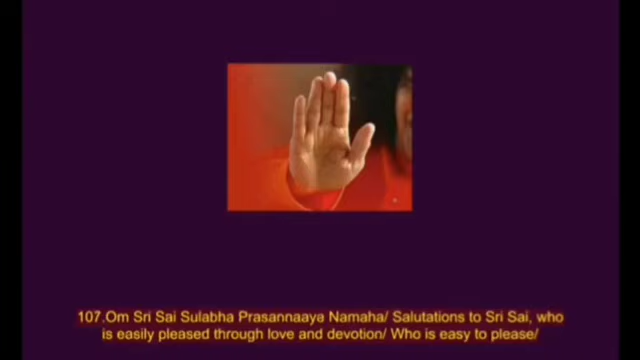 107.Om Sri Sai Sulabha Prasannaaya Namaha/ Salutations to Sri Sai, who
is easily pleased through love and devotion/ Who is easy to please/